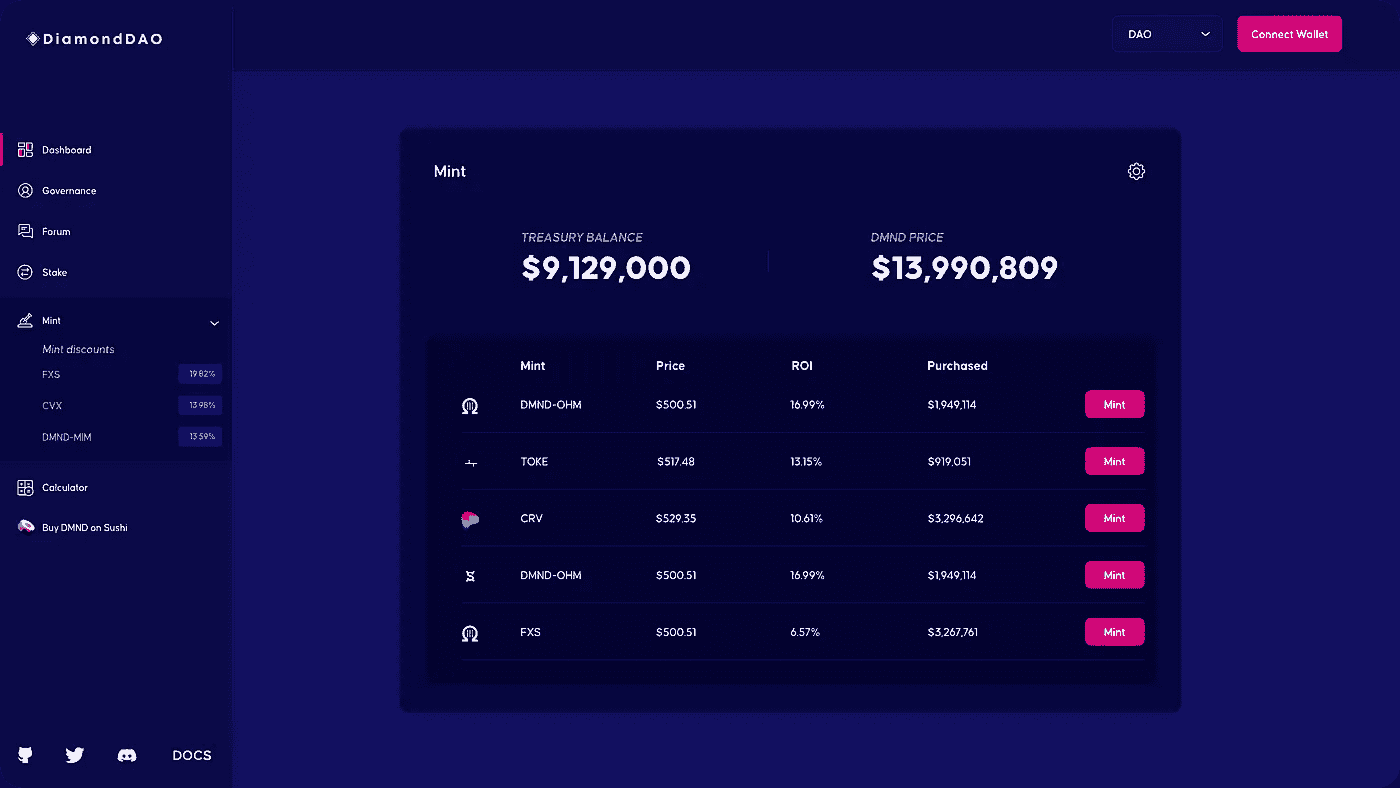 DiamondDAO
DAO
Connect Wallet
Dashboard
Governance
Forum
Stake
Mint
Mint discounts
FXS 19.82%
CVX 13.98%
DMND-MIM 13.59%
Calculator
Buy DMND on Sushi
DOCS
Mint
TREASURY BALANCE DMND PRICE
$9,129,000 $13,990,809
Mint Price ROI Purchased
DMND-OHM $500.51 16.99% $1,949,114 Mint
TOKE $517.48 13.15% $919,051 Mint
CRV $529.35 10.61% $3,296,642 Mint
DMND-OHM $500.51 16.99% $1,949,114 Mint
FXS $500.51 6.57% $3,267,761 Mint